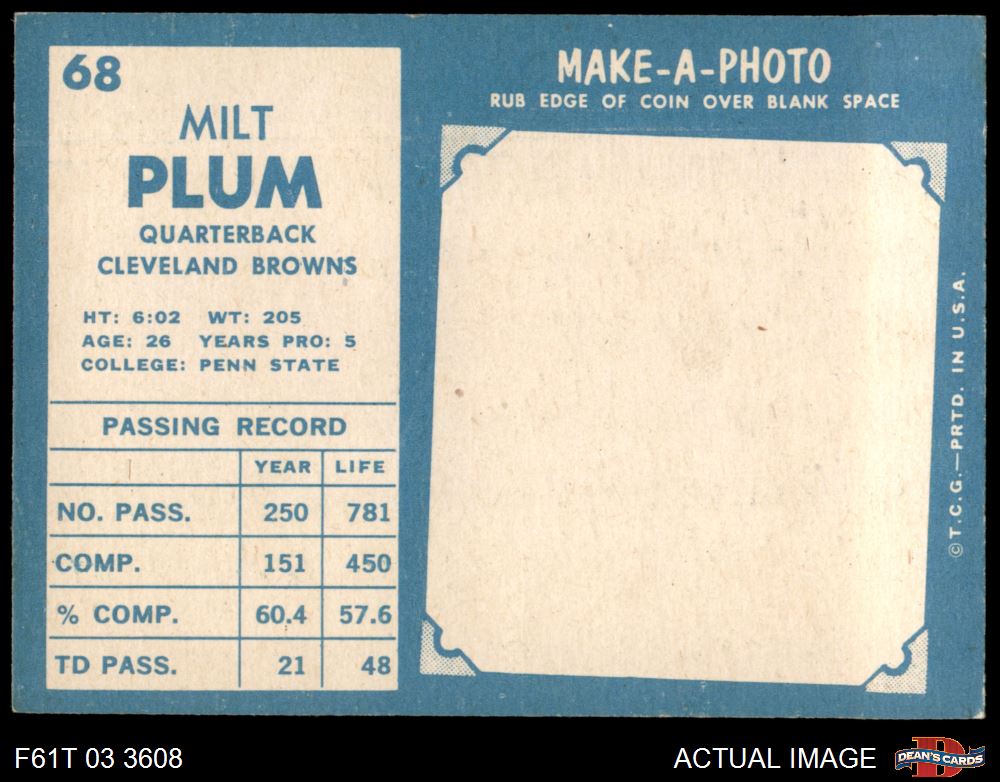 68
MILT
PLUM
QUARTERBACK
CLEVELAND BROWNS
HT: 6:02 WT: 205
AGE: 26 YEARS PRO: 5
COLLEGE: PENN STATE
PASSING RECORD
YEAR LIFE
NO. PASS. 250 781
COMP. 151 450
% COMP. 60.4 57.6
TD PASS. 21 48
MAKE-A-PHOTO
RUB EDGE OF COIN OVER BLANK SPACE
©T.C.G.—PRTD. IN U.S.A.
F61T 03 3608
ACTUAL IMAGE
D
DEAN'S CARDS